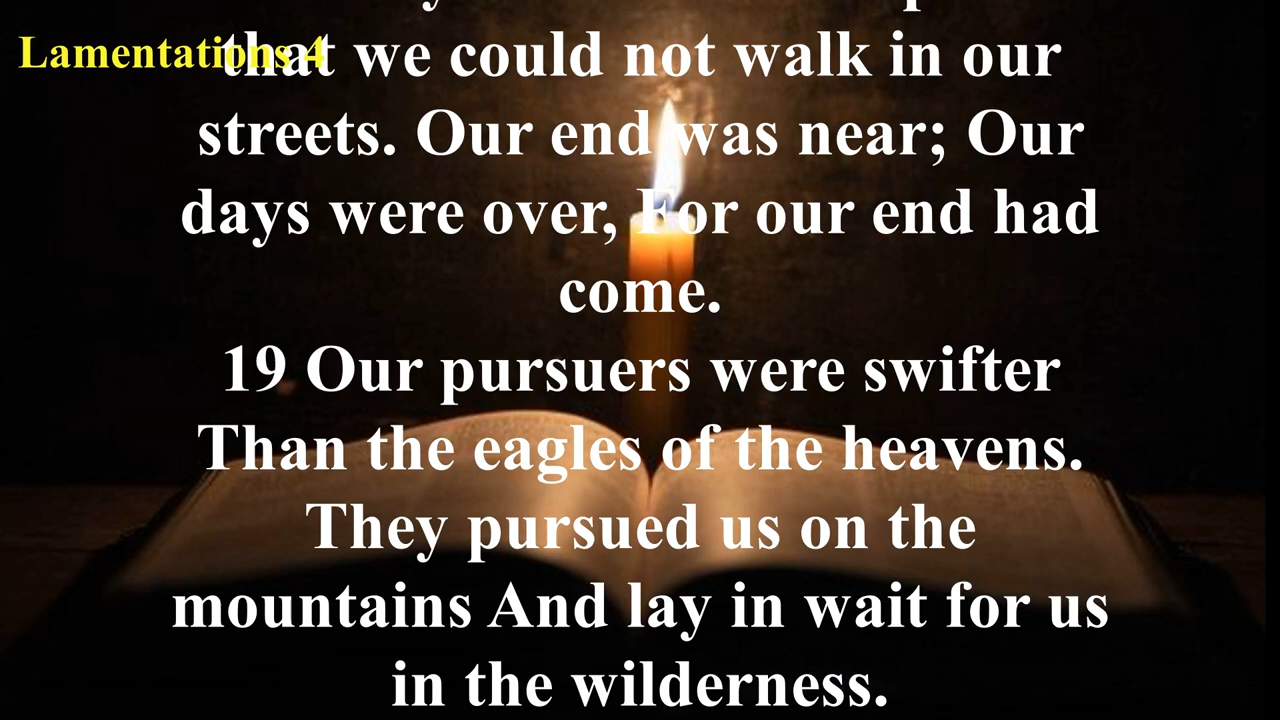 Lamentations 4
that we could not walk in our
streets. Our end was near; Our
days were over, For our end had
come.
19 Our pursuers were swifter
Than the eagles of the heavens.
They pursued us on the
mountains And lay in wait for us
in the wilderness.